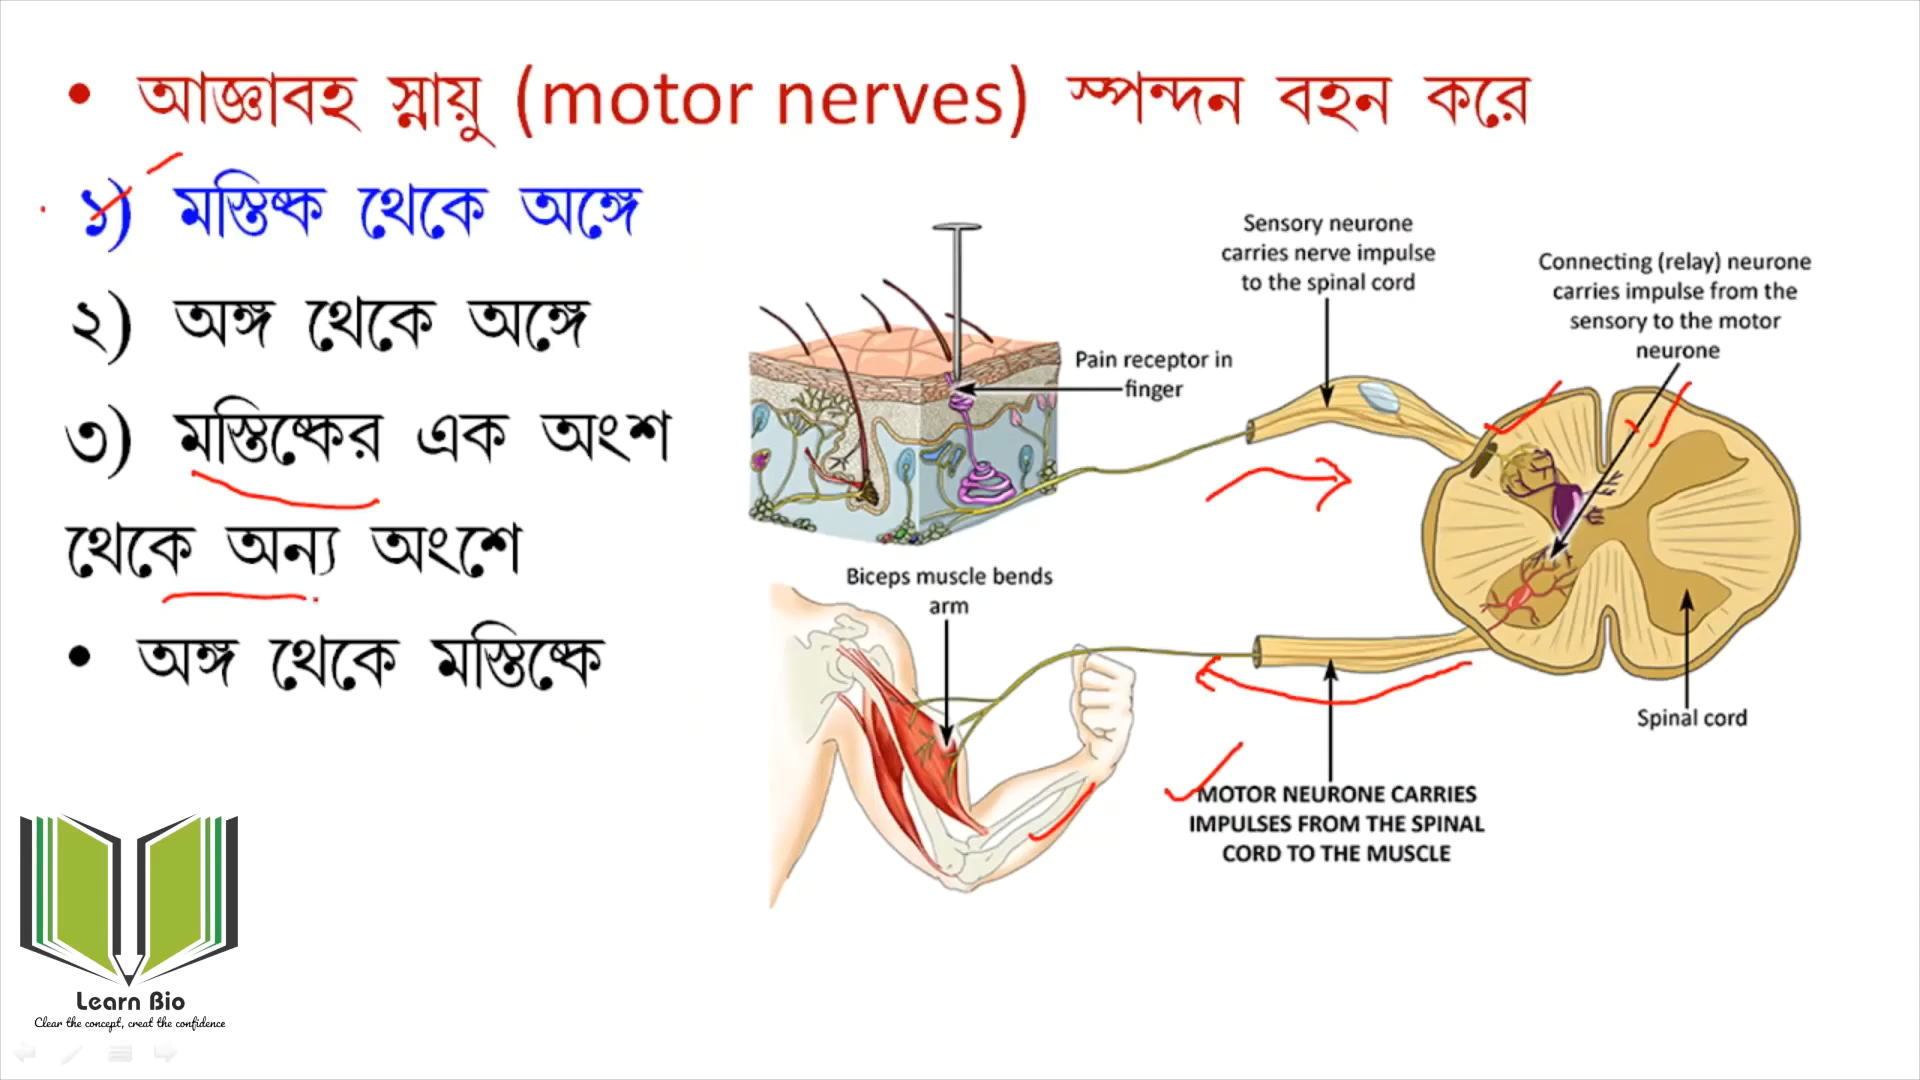 • আজ্ঞাবহ স্নায়ু (motor nerves) স্পন্দন বহন করে
১) মস্তিষ্ক থেকে অঙ্গে
২) অঙ্গ থেকে অঙ্গে
৩) মস্তিষ্কের এক অংশ
থেকে অন্য অংশে
• অঙ্গ থেকে মস্তিষ্কে
Sensory neurone
carries nerve impulse
to the spinal cord
Connecting (relay) neurone
carries impulse from the
sensory to the motor
neurone
Pain receptor in
finger
Biceps muscle bends
arm
Spinal cord
MOTOR NEURONE CARRIES
IMPULSES FROM THE SPINAL
CORD TO THE MUSCLE
Learn Bio
Clear the concept, creat the confidence